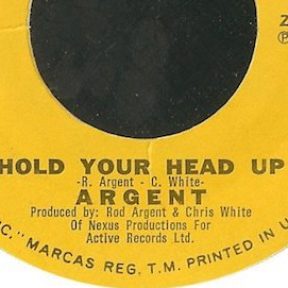 Z
℗
HOLD YOUR HEAD UP
-R. Argent - C. White-
ARGENT
Produced by: Rod Argent & Chris White
Of Nexus Productions For
Active Records Ltd.
C." MARCAS REG. T.M. PRINTED IN U